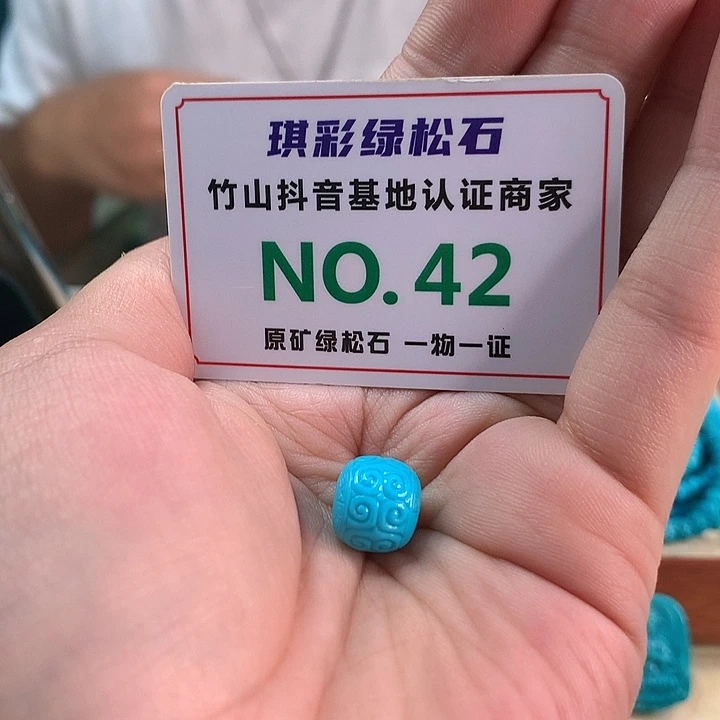 琪彩绿松石
竹山抖音基地认证商家
NO.42
原矿绿松石 一物一证